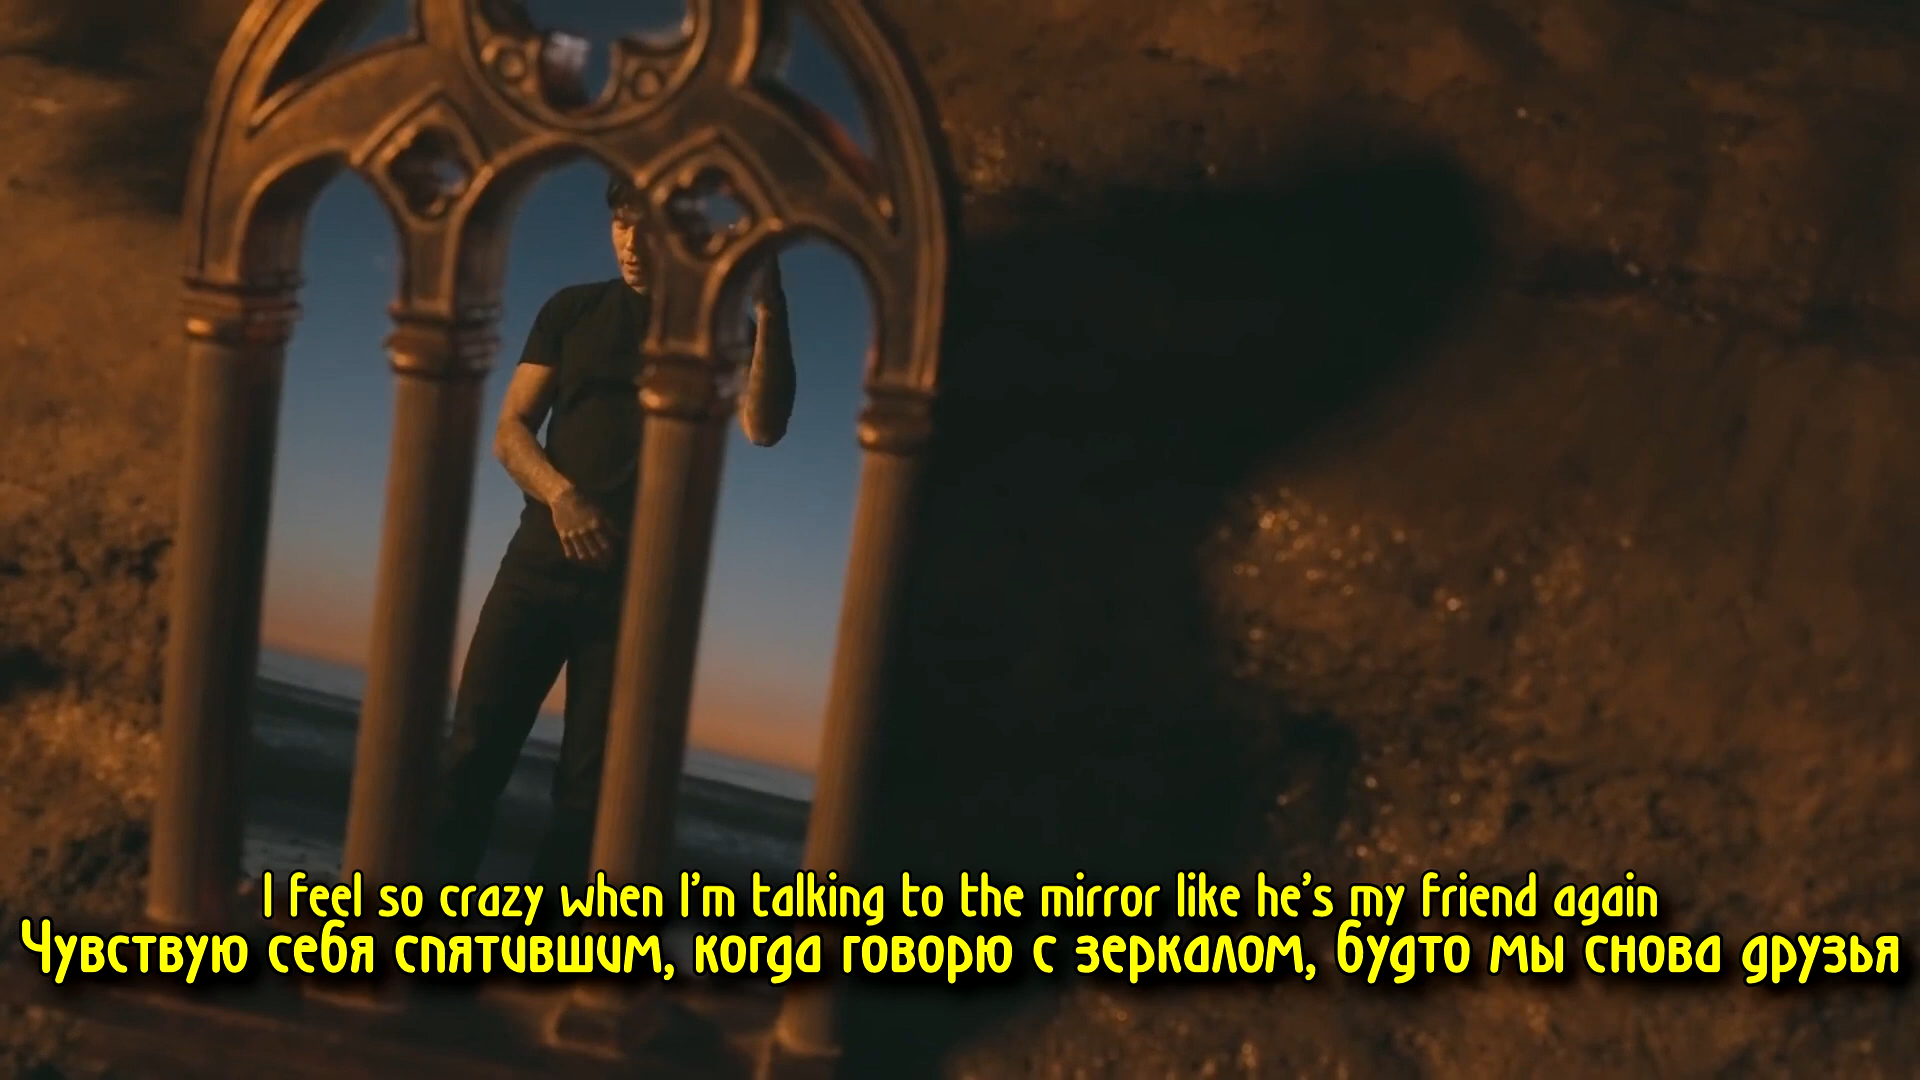 I feel so crazy when I'm talking to the mirror like he's my friend again
Чувствую себя спятившим, когда говорю с зеркалом, будто мы снова друзья